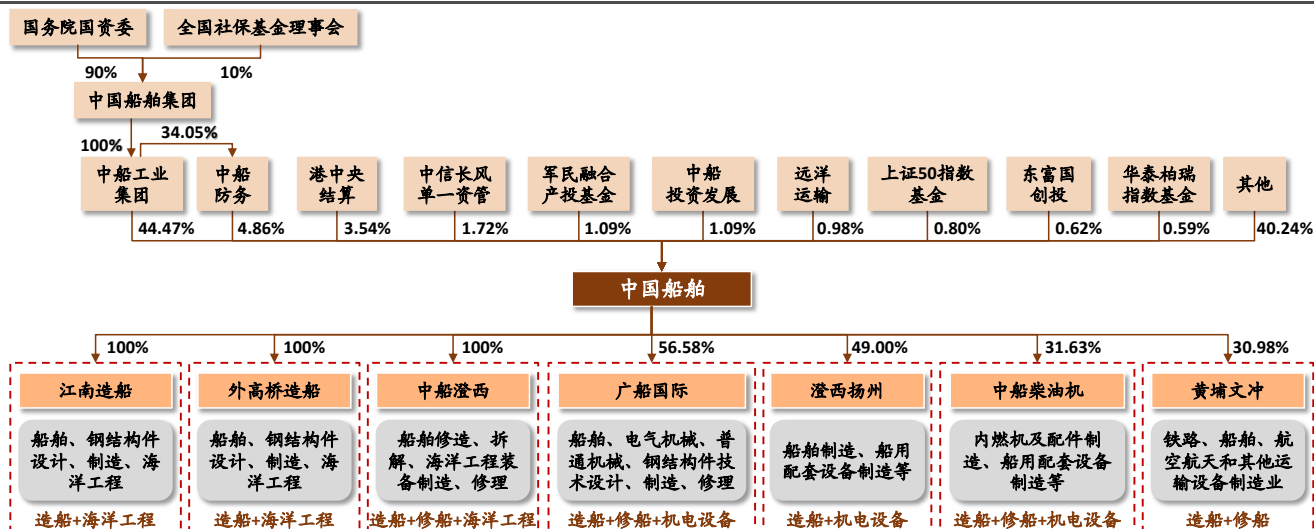 国务院国资委
全国社保基金理事会
90%
10%
中国船舶集团
34.05%
100%
中船工业
集团
中船
防务
港中央
结算
中信长风
单一资管
军民融合
产投基金
中船
投资发展
远洋
运输
上证50指数
基金
东富国
创投
华泰柏瑞
指数基金
其他
44.47%
4.86%
3.54%
1.72%
1.09%
1.09%
0.98%
0.80%
0.62%
0.59%
40.24%
中国船舶
100%
100%
100%
56.58%
49.00%
31.63%
30.98%
江南造船
船舶、钢结构件
设计、制造、海
洋工程
造船+海洋工程
外高桥造船
船舶、钢结构件
设计、制造、海
洋工程
造船+海洋工程
中船澄西
船舶修造、拆
解、海洋工程装
备制造、修理
造船+修船+海洋工程
广船国际
船舶、电气机械、普
通机械、钢结构件技
术设计、制造、修理
造船+修船+机电设备
澄西扬州
船舶制造、船用
配套设备制造等
造船+机电设备
中船柴油机
内燃机及配件制
造、船用配套设备
制造等
造船+修船+机电设备
黄埔文冲
铁路、船舶、航
空航天和其他运
输设备制造业
造船+修船